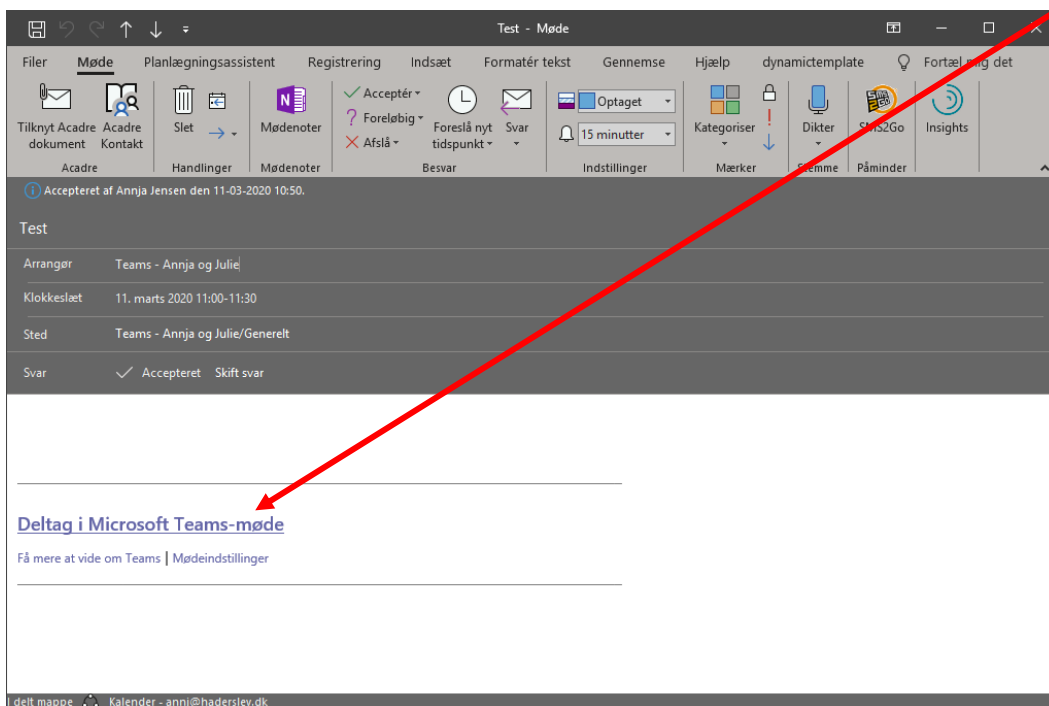 Test - Møde
Filer Møde Planlægningsassistent Registrering Indsæt Formatér tekst Gennemse Hjælp dynamictemplate Fortæl mig det
Tilknyt Acadre dokument
Acadre Kontakt
Acadre
Slet
Handlinger
Mødenoter
Mødenoter
Acceptér
Foreløbig
Afslå
Foreslå nyt tidspunkt
Svar
Besvar
Optaget
15 minutter
Indstillinger
Kategoriser
Mærker
Dikter
Stemme
SMS2Go
Påminder
Insights
Accepteret af Annja Jensen den 11-03-2020 10:50.
Test
Arrangør Teams - Annja og Julie
Klokkeslæt 11. marts 2020 11:00-11:30
Sted Teams - Annja og Julie/Generelt
Svar Accepteret Skift svar
Deltag i Microsoft Teams-møde
Få mere at vide om Teams | Mødeindstillinger
I delt mappe Kalender - anni@haderslev.dk